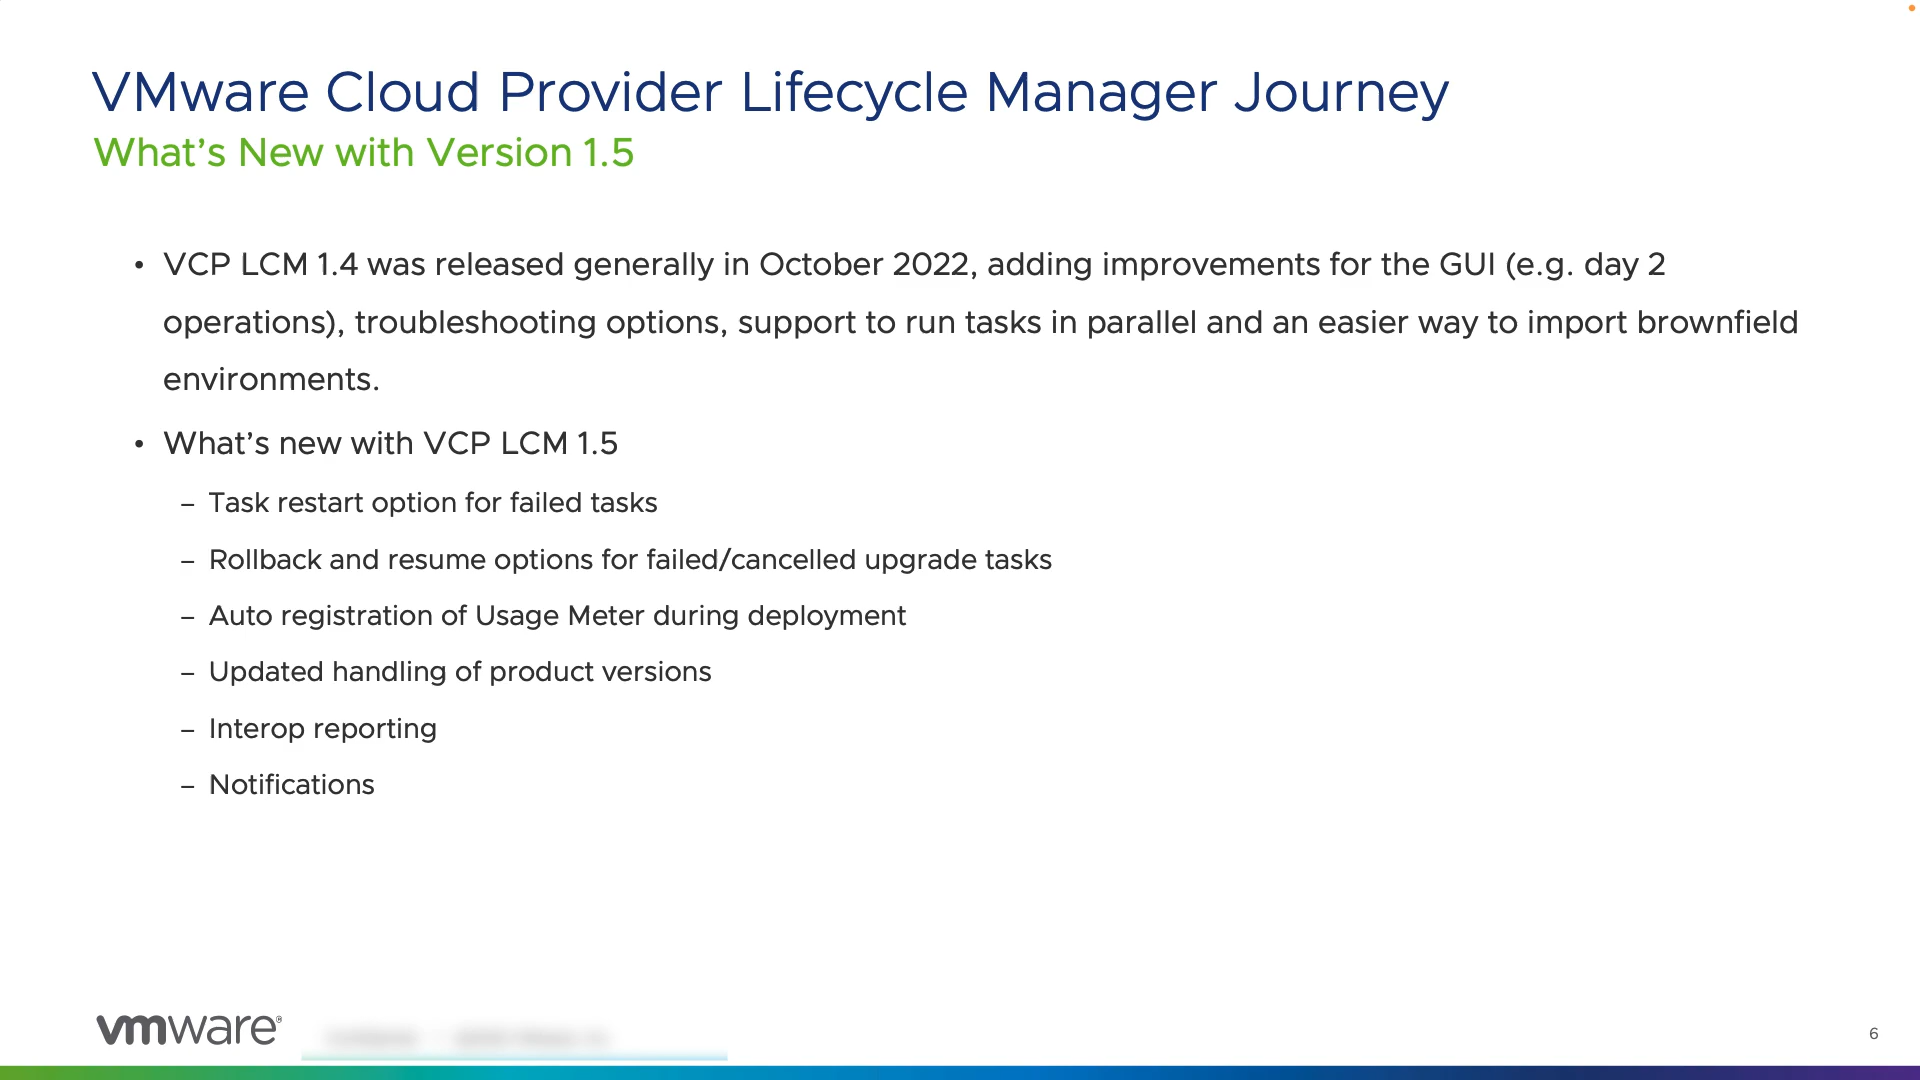 VMware Cloud Provider Lifecycle Manager Journey
What’s New with Version 1.5
• VCP LCM 1.4 was released generally in October 2022, adding improvements for the GUI (e.g. day 2
operations), troubleshooting options, support to run tasks in parallel and an easier way to import brownfield
environments.
• What’s new with VCP LCM 1.5
– Task restart option for failed tasks
– Rollback and resume options for failed/cancelled upgrade tasks
– Auto registration of Usage Meter during deployment
– Updated handling of product versions
– Interop reporting
– Notifications
vmware®
6